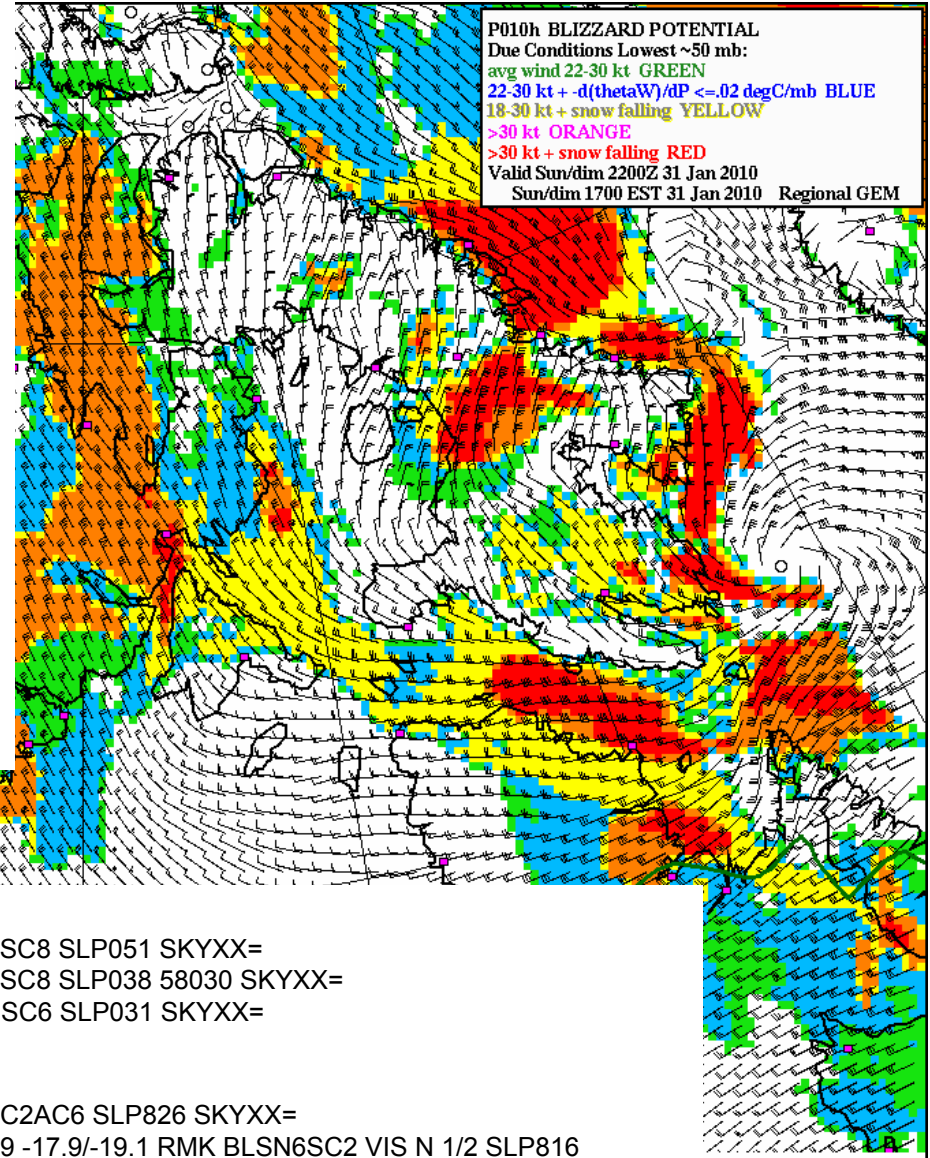 P010h BLIZZARD POTENTIAL
Due Conditions Lowest ~50 mb:
avg wind 22-30 kt GREEN
22-30 kt + -d(thetaW)/dP <=.02 degC/mb BLUE
18-30 kt + snow falling YELLOW
>30 kt ORANGE
>30 kt + snow falling RED
Valid Sun/dim 2200Z 31 Jan 2010
Sun/dim 1700 EST 31 Jan 2010 Regional GEM
SC8 SLP051 SKYXX=
SC8 SLP038 58030 SKYXX=
SC6 SLP031 SKYXX=
C2AC6 SLP826 SKYXX=
9 -17.9/-19.1 RMK BLSN6SC2 VIS N 1/2 SLP816